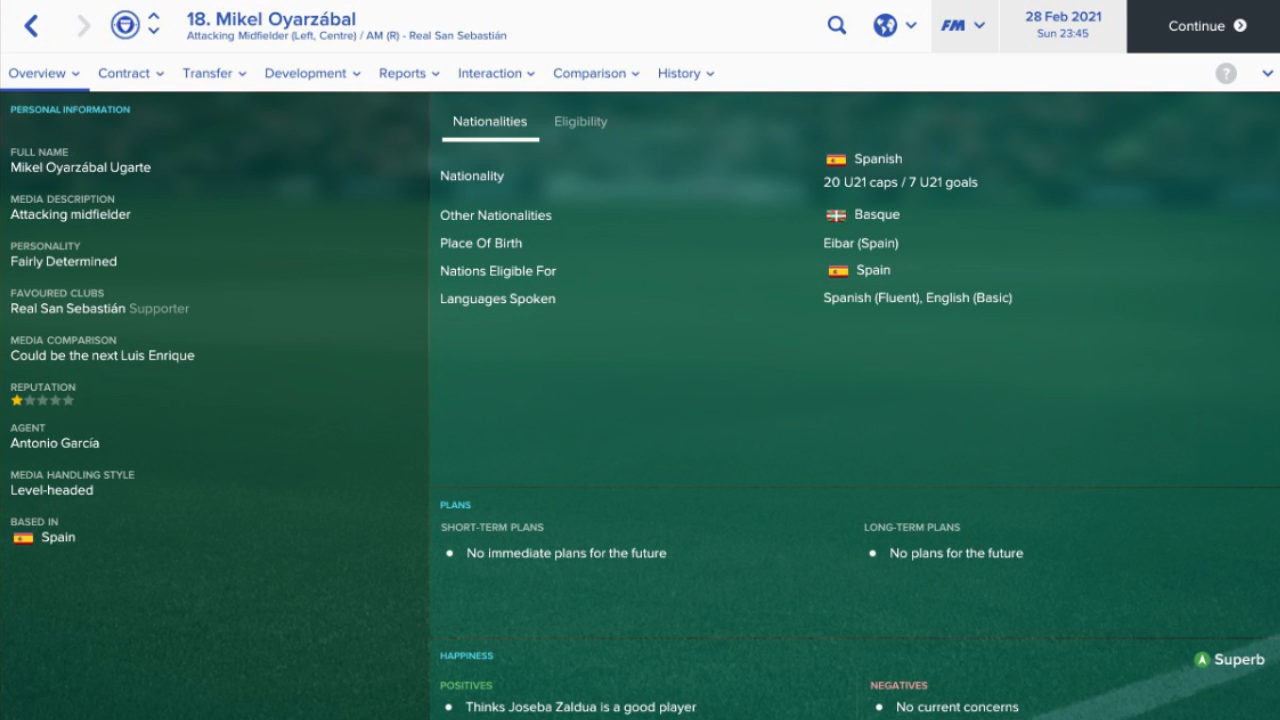 18. Mikel Oyarzábal
Attacking Midfielder (Left, Centre) / AM (R) - Real San Sebastián
FM
28 Feb 2021
Sun 23:45
Continue
Overview Contract Transfer Development Reports Interaction Comparison History ?
PERSONAL INFORMATION
FULL NAME
Mikel Oyarzábal Ugarte
MEDIA DESCRIPTION
Attacking midfielder
PERSONALITY
Fairly Determined
FAVOURED CLUBS
Real San Sebastián Supporter
MEDIA COMPARISON
Could be the next Luis Enrique
REPUTATION
AGENT
Antonio García
MEDIA HANDLING STYLE
Level-headed
BASED IN
Spain
Nationalities Eligibility
Nationality Spanish
20 U21 caps / 7 U21 goals
Other Nationalities Basque
Place Of Birth Eibar (Spain)
Nations Eligible For Spain
Languages Spoken Spanish (Fluent), English (Basic)
PLANS
SHORT-TERM PLANS
• No immediate plans for the future
LONG-TERM PLANS
• No plans for the future
HAPPINESS Superb
POSITIVES
• Thinks Joseba Zaldua is a good player
NEGATIVES
• No current concerns